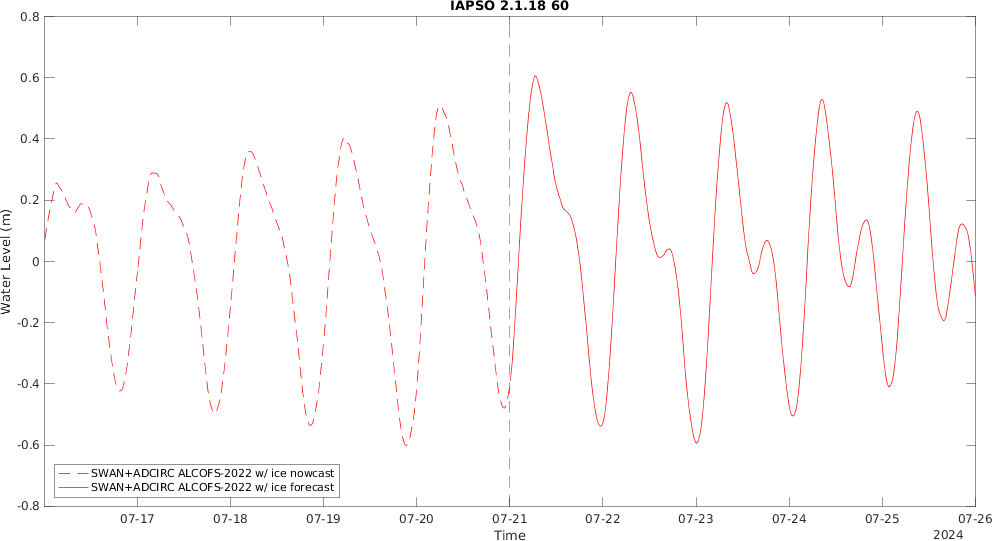 IAPSO 2.1.18 60
Water Level (m)
0.8
0.6
0.4
0.2
0
-0.2
-0.4
-0.6
-0.8
SWAN+ADCIRC ALCOFS-2022 w/ ice nowcast
SWAN+ADCIRC ALCOFS-2022 w/ ice forecast
07-17 07-18 07-19 07-20 07-21 07-22 07-23 07-24 07-25 07-26
Time
2024